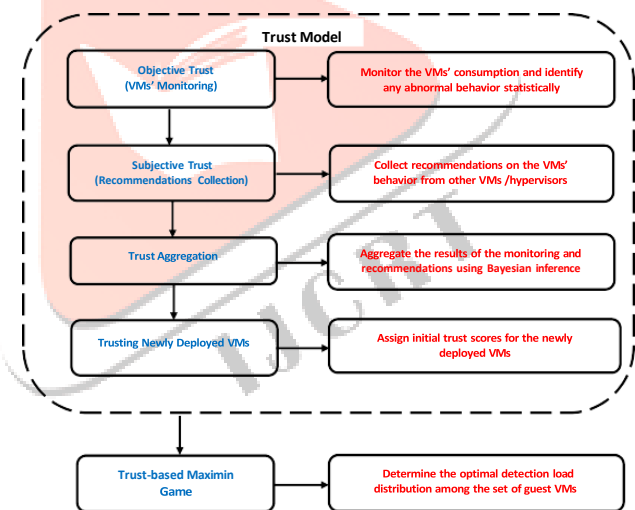 Trust Model
Objective Trust
(VMs' Monitoring)
Monitor the VMs' consumption and identify
any abnormal behavior statistically
Subjective Trust
(Recommendations Collection)
Collect recommendations on the VMs'
behavior from other VMs /hypervisors
Trust Aggregation
Aggregate the results of the monitoring and
recommendations using Bayesian inference
Trusting Newly Deployed VMs
Assign initial trust scores for the newly
deployed VMs
Trust-based Maximin
Game
Determine the optimal detection load
distribution among the set of guest VMs
IJCRT